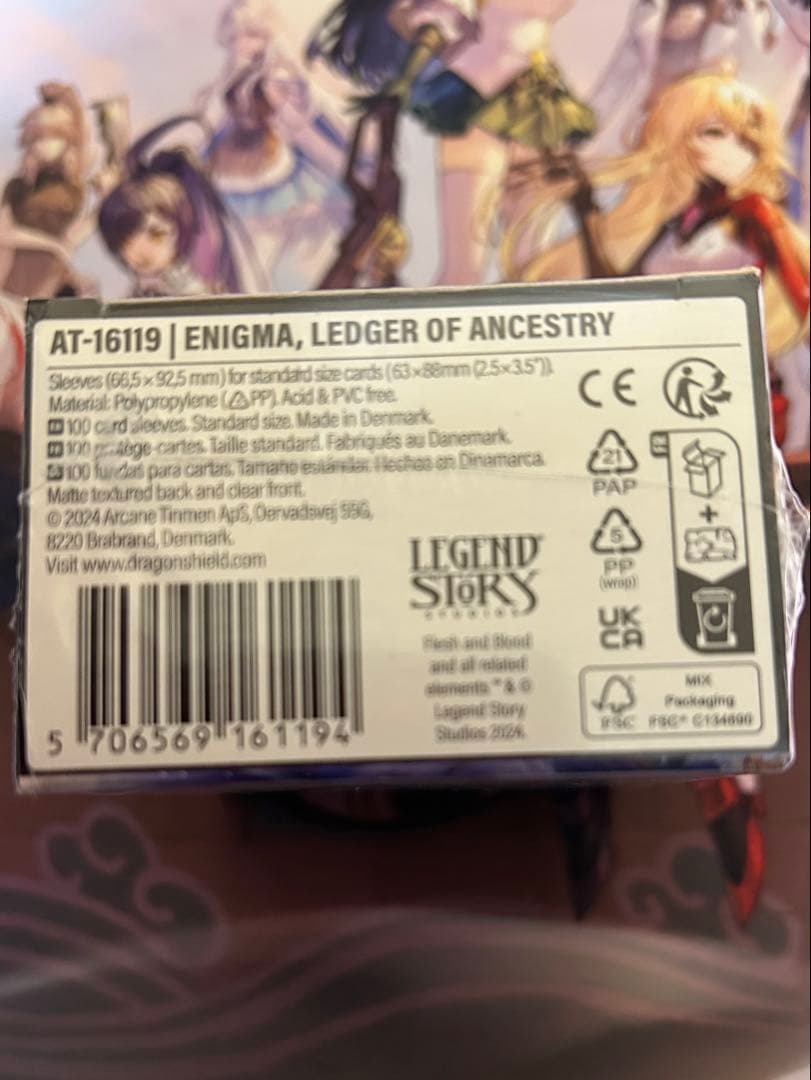 AT-16119 | ENIGMA, LEDGER OF ANCESTRY
Sleeves (66,5 x 92,5 mm) for standard size cards (63 x 88mm (2.5 x 3.5")).
Material: Polypropylene (PP). Acid & PVC free.
100 card sleeves. Standard size. Made in Denmark.
100 protège-cartes. Taille standard. Fabriqués au Danemark.
100 fundas para cartas. Tamaño estándar. Hechas en Dinamarca.
Matte textured back and clear front.
© 2024 Arcane Tinmen ApS,
8220 Brabrand, Denmark.
Visit www.dragonshield.com
5 706569 161194
LEGEND
STORY
STUDIOS
Flesh and Blood
and all related
elements ™ & ©
Legend Story
Studios 2024.
CE
21
PAP
5
PP
(wrap)
UK
CA
FSC
MIX
Packaging
FSC®